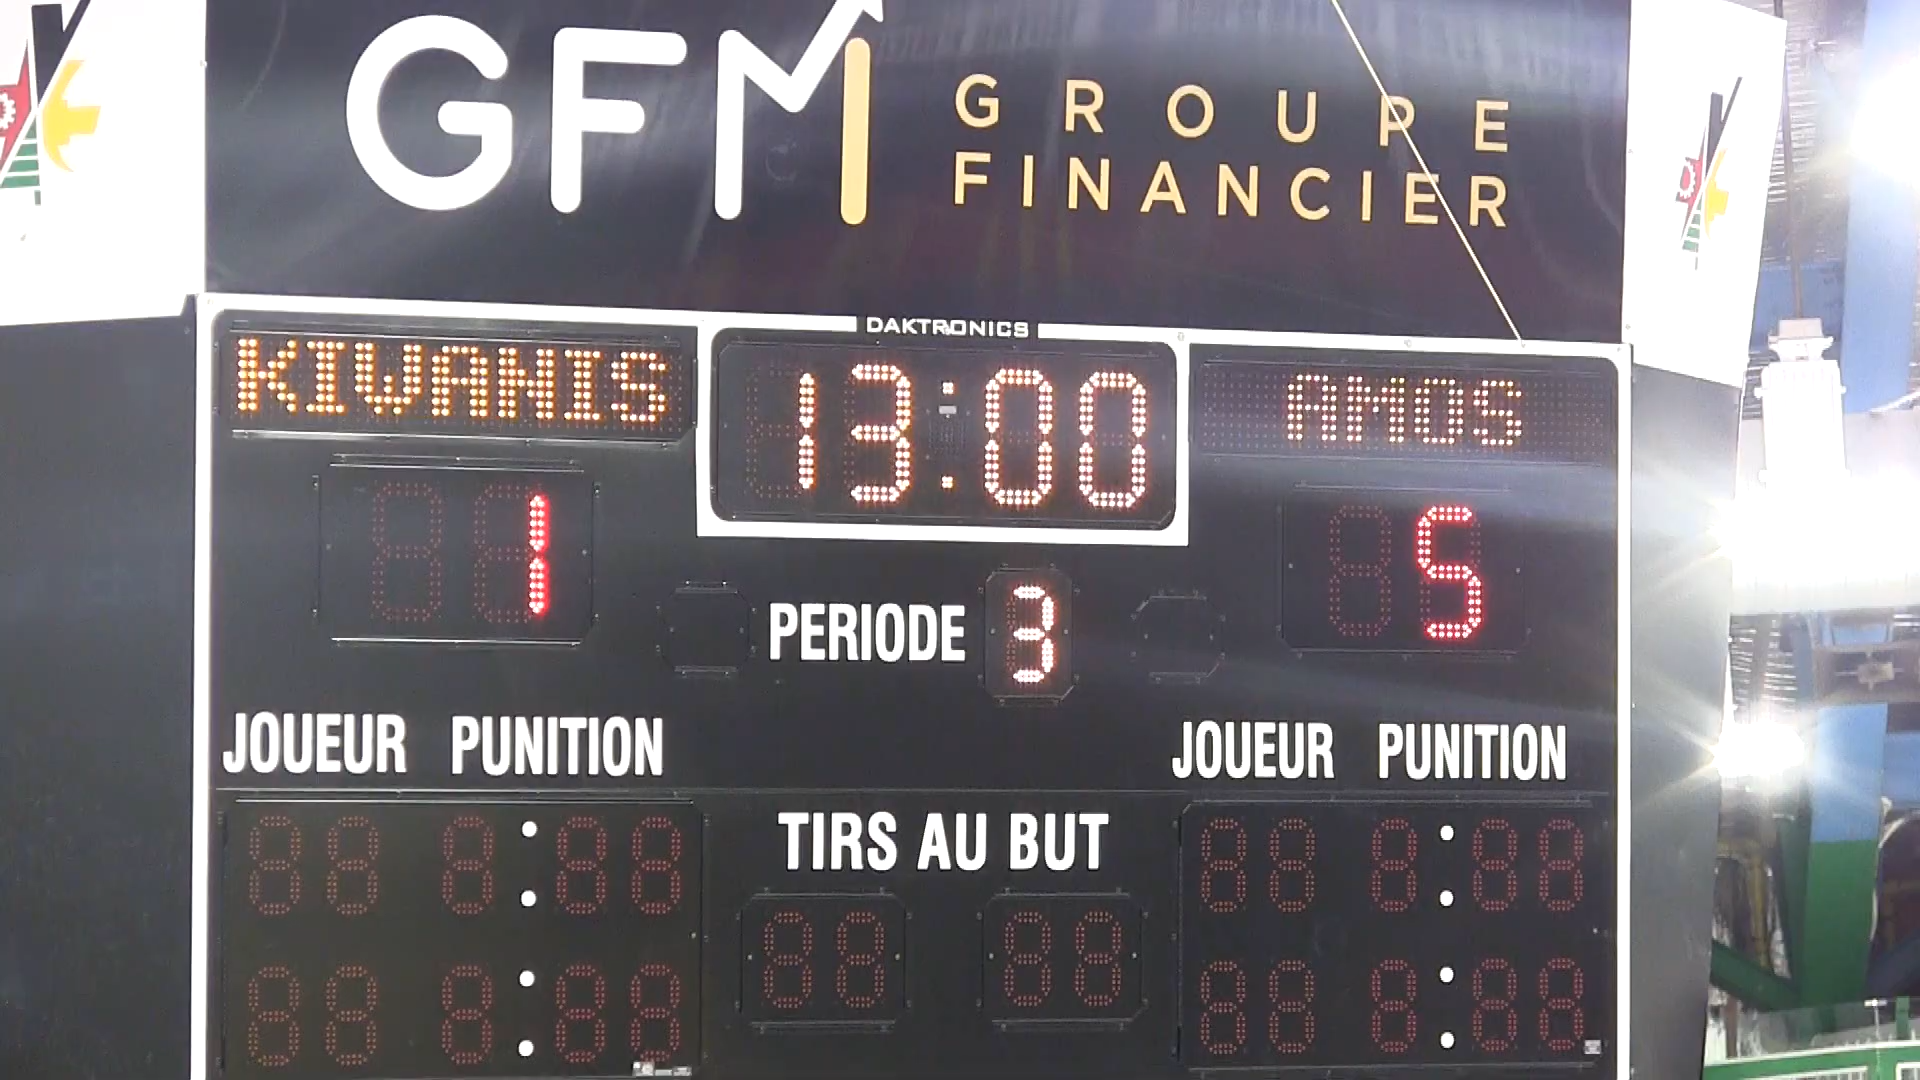 GFM GROUPE
FINANCIER
DAKTRONICS
KIWANIS 13:00 AMOS
1 5
PERIODE 3
JOUEUR PUNITION JOUEUR PUNITION
TIRS AU BUT